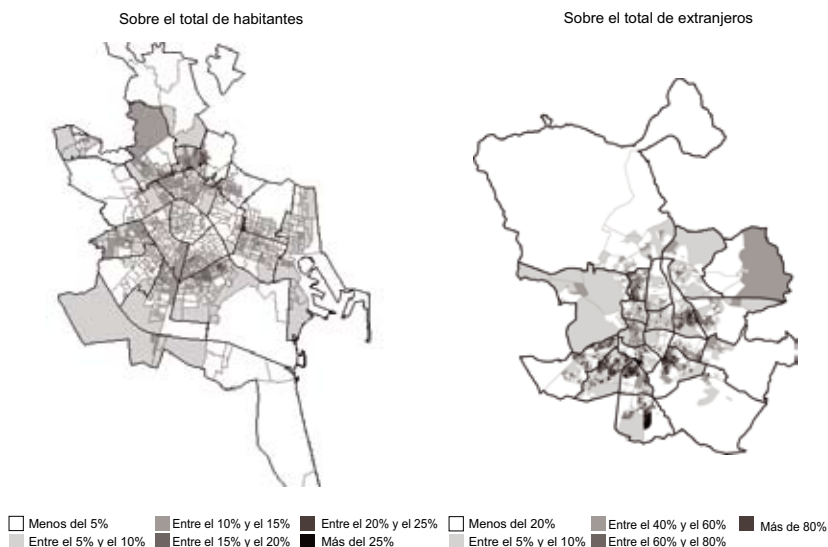 Sobre el total de habitantes
Sobre el total de extranjeros
Menos del 5%
Entre el 5% y el 10%
Entre el 10% y el 15%
Entre el 15% y el 20%
Entre el 20% y el 25%
Más del 25%
Menos del 20%
Entre el 5% y el 10%
Entre el 40% y el 60%
Entre el 60% y el 80%
Más de 80%